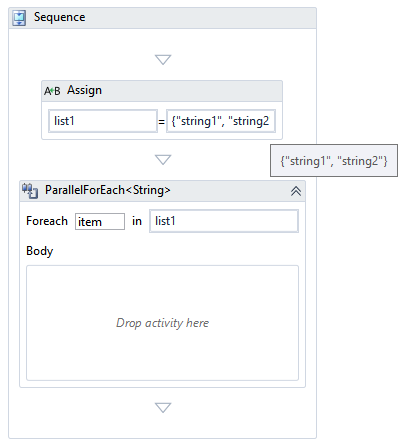 Sequence
A*B Assign
list1 = {"string1", "string2
{"string1", "string2"}
ParallelForEach<String>
Foreach item in list1
Body
Drop activity here